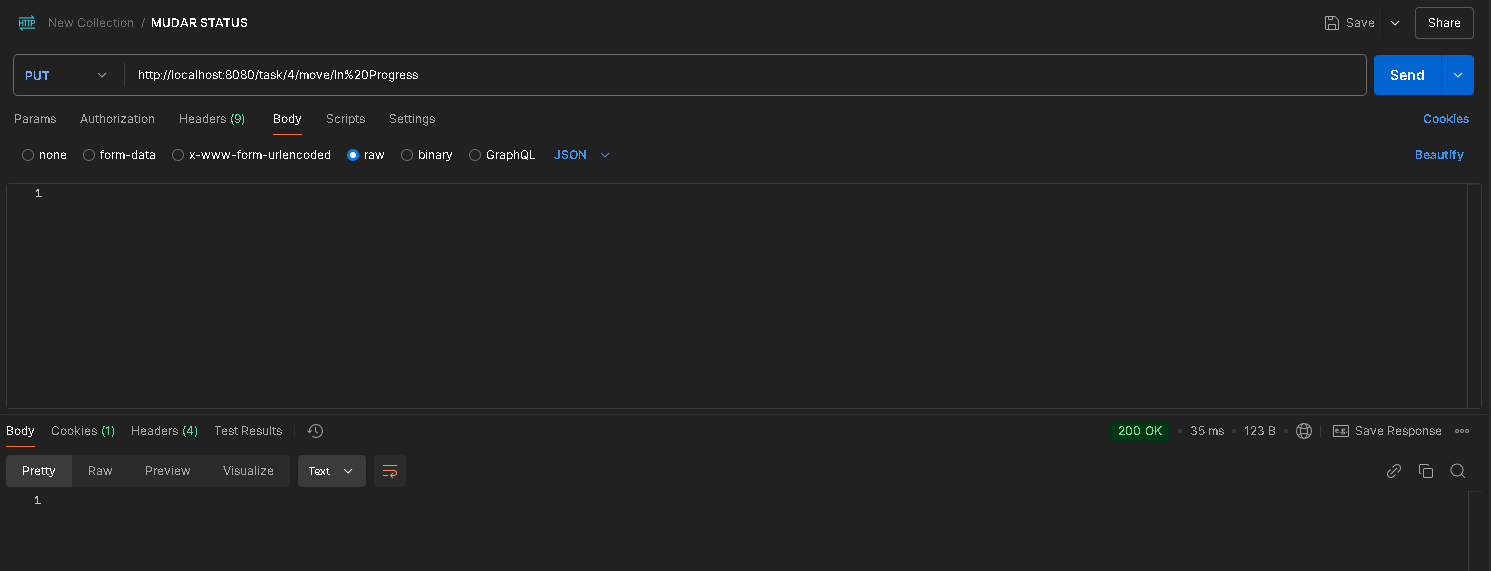 HTTP New Collection / MUDAR STATUS Save Share
PUT http://localhost:8080/task/4/move/In%20Progress Send
Params Authorization Headers (9) Body Scripts Settings Cookies
none form-data x-www-form-urlencoded raw binary GraphQL JSON Beautify
1
Body Cookies (1) Headers (4) Test Results 200 OK • 35 ms • 123 B e.g. Save Response
Pretty Raw Preview Visualize Text
1